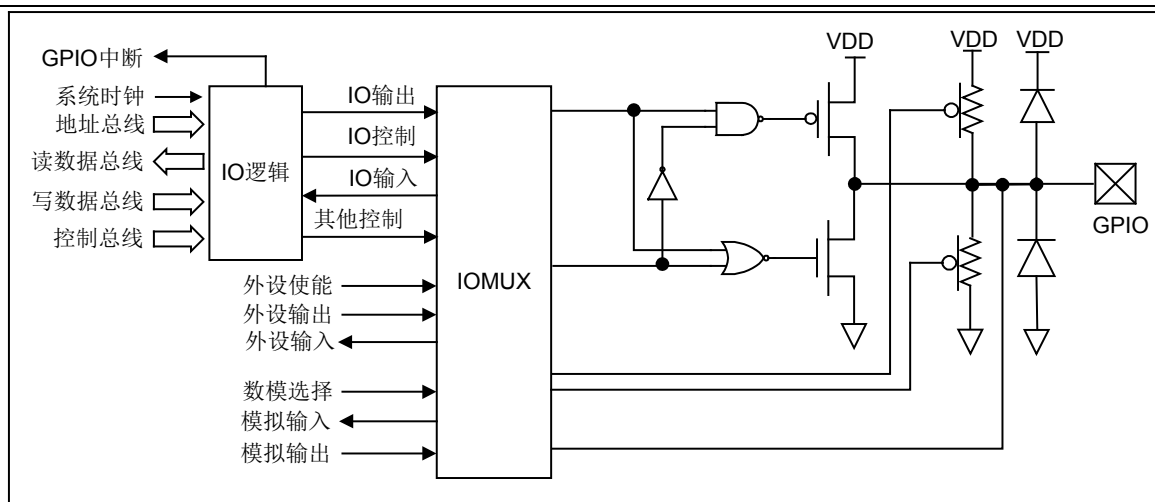 GPIO中断
系统时钟
地址总线
读数据总线
写数据总线
控制总线
IO逻辑
IO输出
IO控制
IO输入
其他控制
外设使能
外设输出
外设输入
数模选择
模拟输入
模拟输出
IOMUX
VDD
VDD
VDD
GPIO